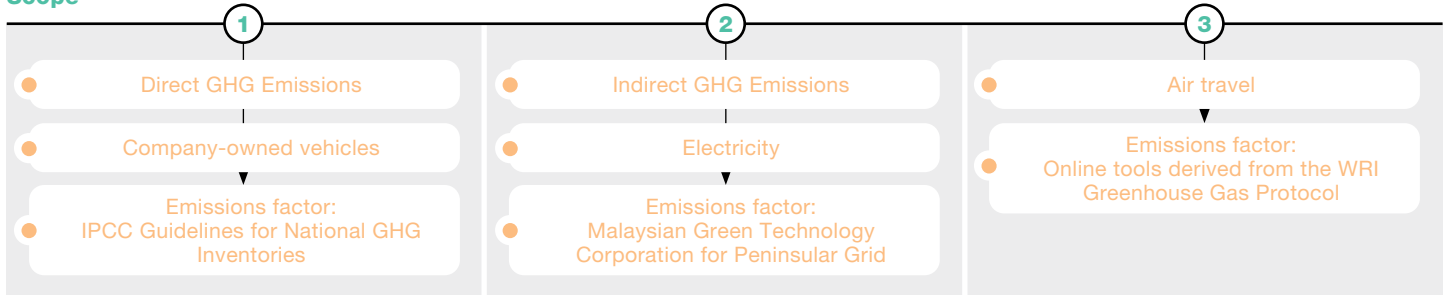 Scope
1
2
3
Direct GHG Emissions
Company-owned vehicles
Emissions factor:
IPCC Guidelines for National GHG
Inventories
Indirect GHG Emissions
Electricity
Emissions factor:
Malaysian Green Technology
Corporation for Peninsular Grid
Air travel
Emissions factor:
Online tools derived from the WRI
Greenhouse Gas Protocol